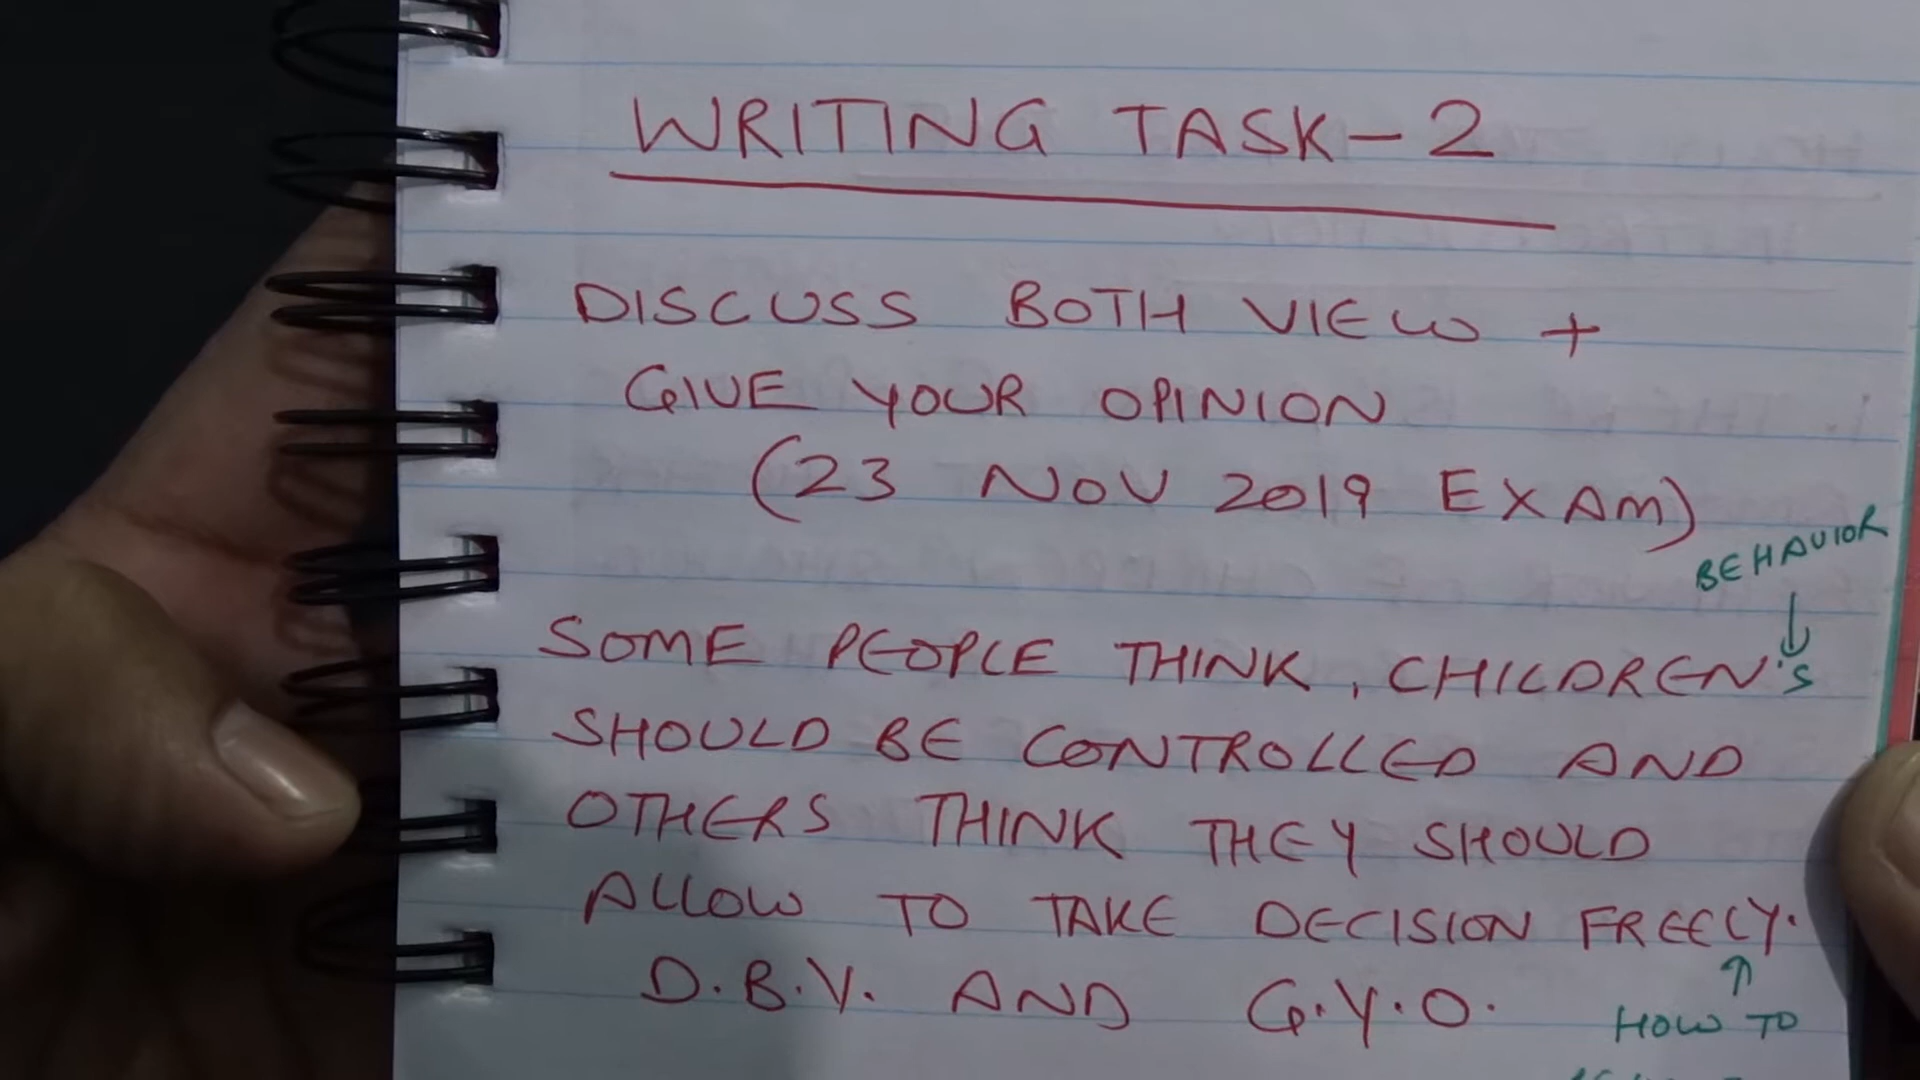 WRITING TASK-2
DISCUSS BOTH VIEW +
GIVE YOUR OPINION
(23 NOV 2019 EXAM)
BEHAVIOR
↓
SOME PEOPLE THINK, CHILDREN'S
SHOULD BE CONTROLLED AND
OTHERS THINK THEY SHOULD
ALLOW TO TAKE DECISION FREELY.
D.B.V. AND G.Y.O.
↑
HOW TO